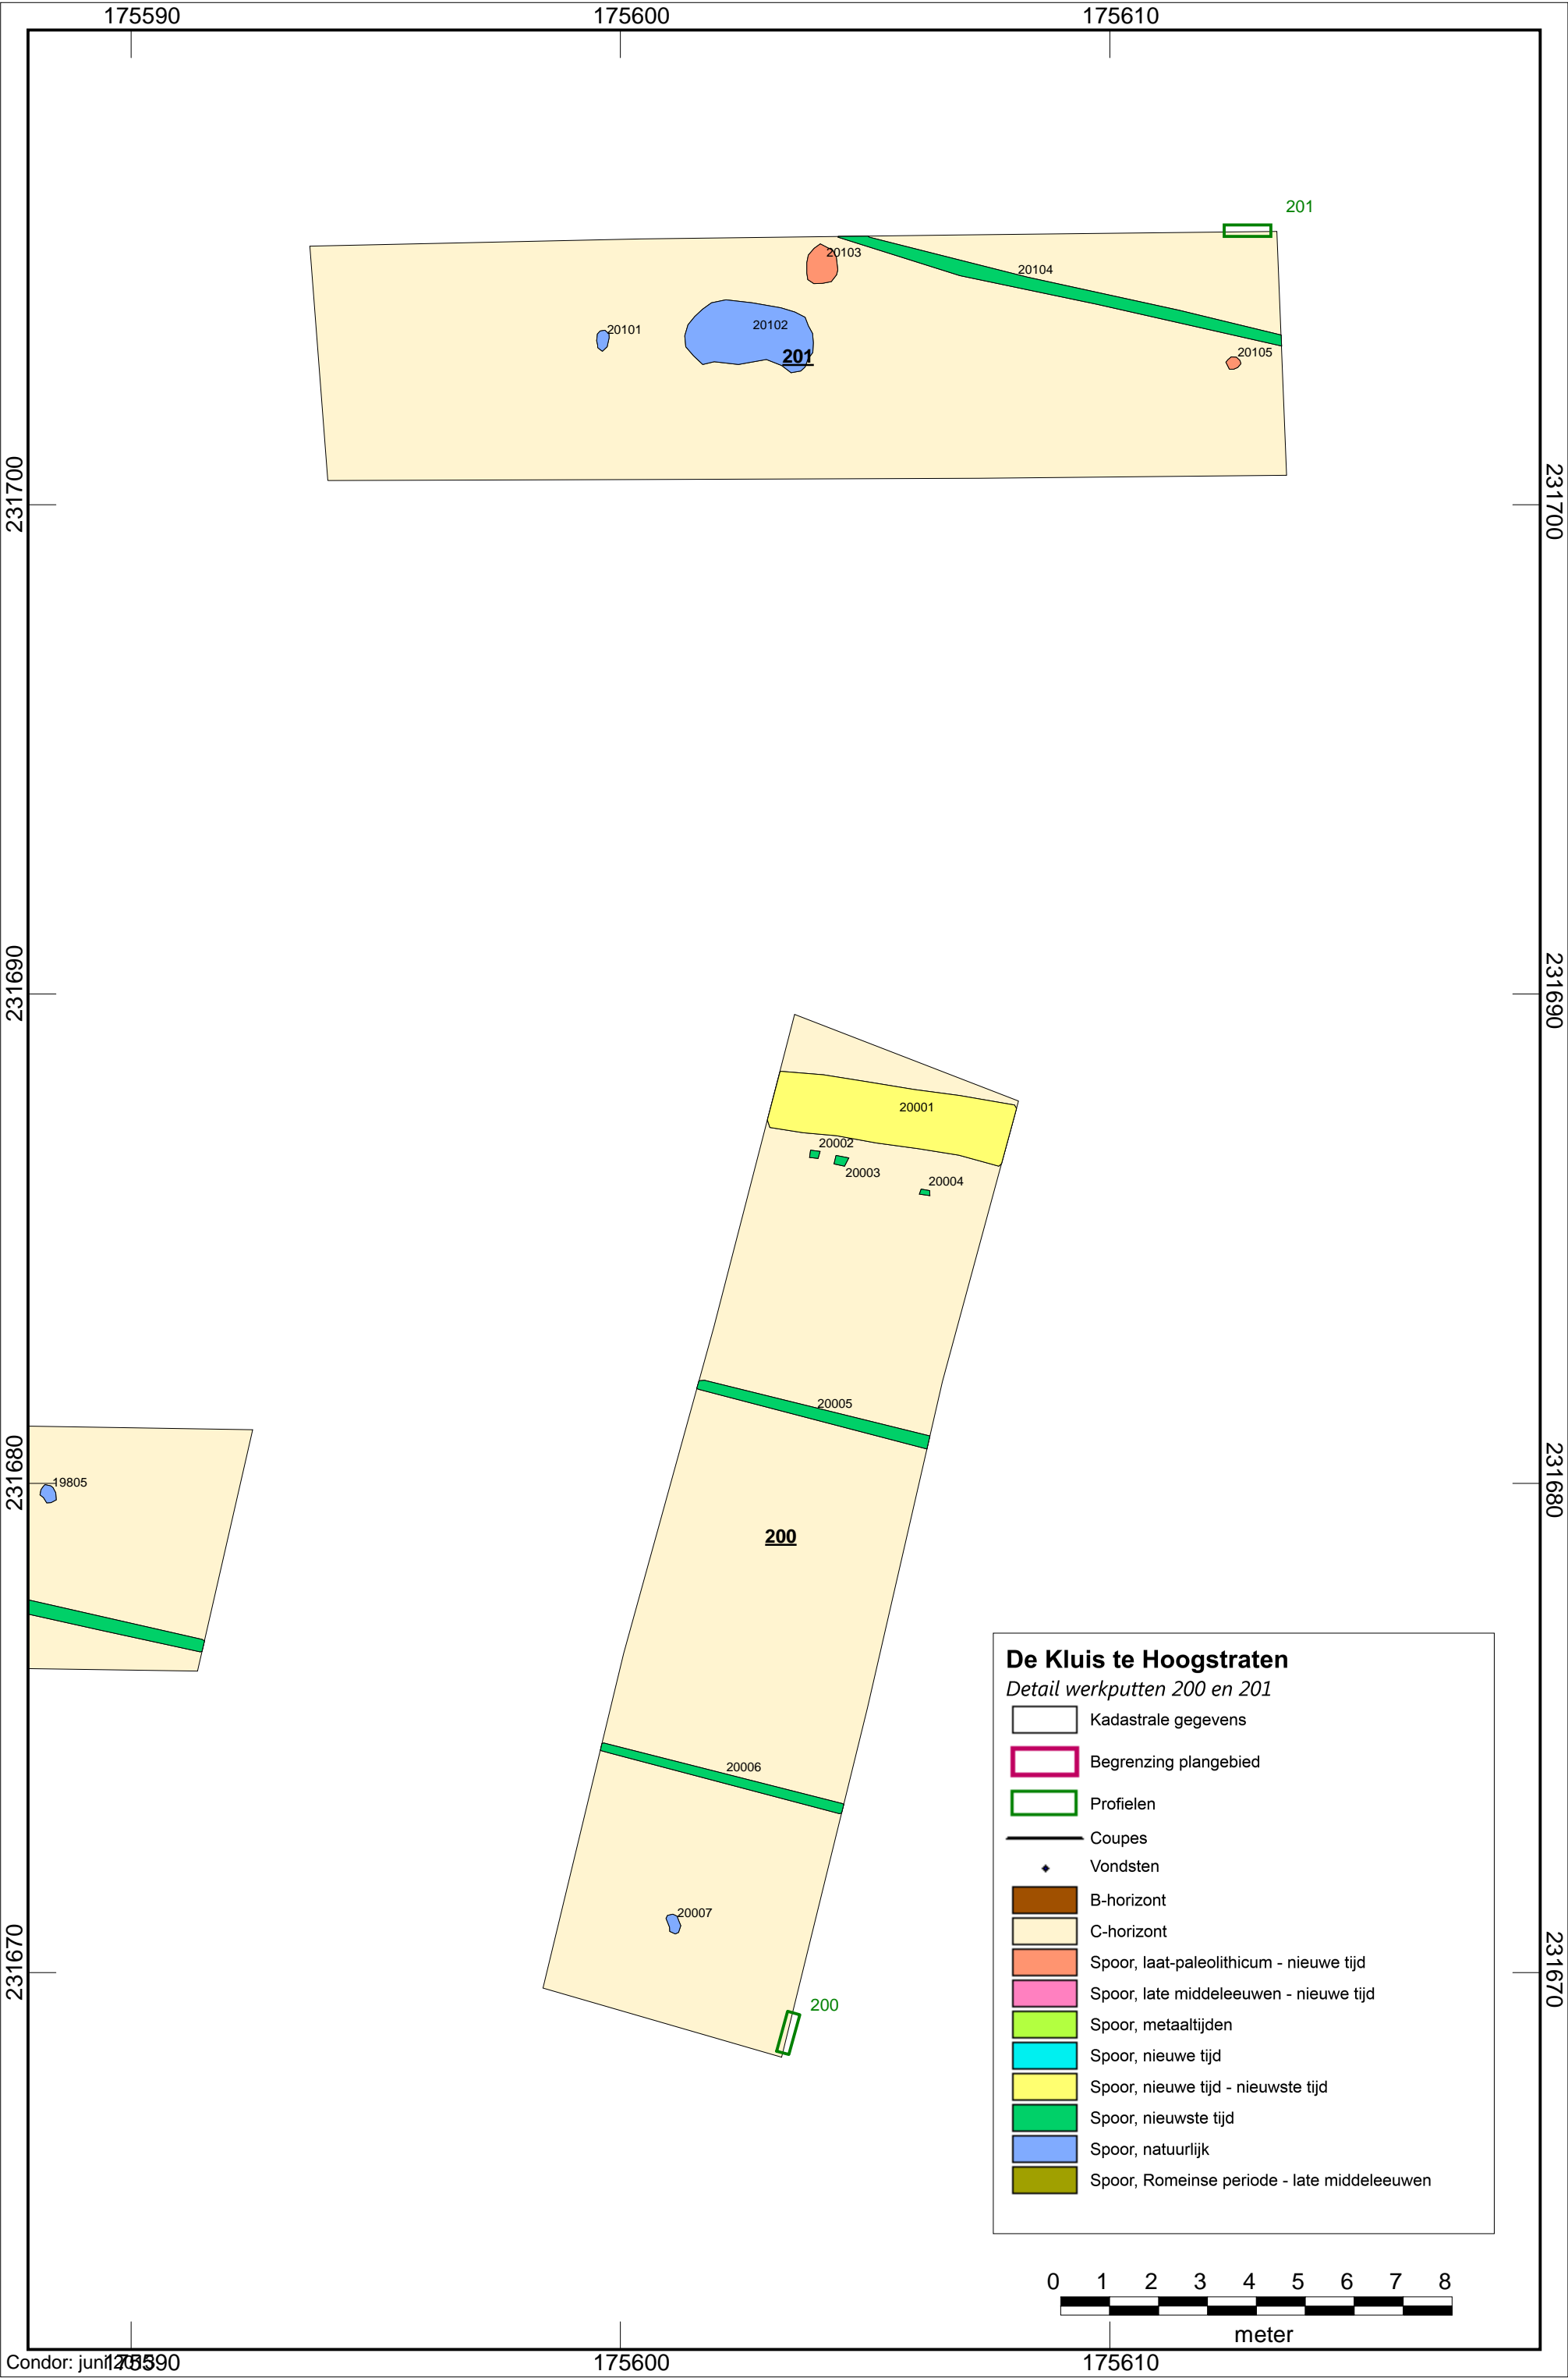 175590 175600 175610
201
20103
20104
20101
20102
201
20105
231700 231700
231690 231690
20001
20002
20003
20004
20005
231680 231680
19805
200
20006
20007
231670 231670
200
De Kluis te Hoogstraten
Detail werkputten 200 en 201
Kadastrale gegevens
Begrenzing plangebied
Profielen
Coupes
Vondsten
B-horizont
C-horizont
Spoor, laat-paleolithicum - nieuwe tijd
Spoor, late middeleeuwen - nieuwe tijd
Spoor, metaaltijden
Spoor, nieuwe tijd
Spoor, nieuwe tijd - nieuwste tijd
Spoor, nieuwste tijd
Spoor, natuurlijk
Spoor, Romeinse periode - late middeleeuwen
0 1 2 3 4 5 6 7 8
meter
Condor: juni
175590 175600 175610